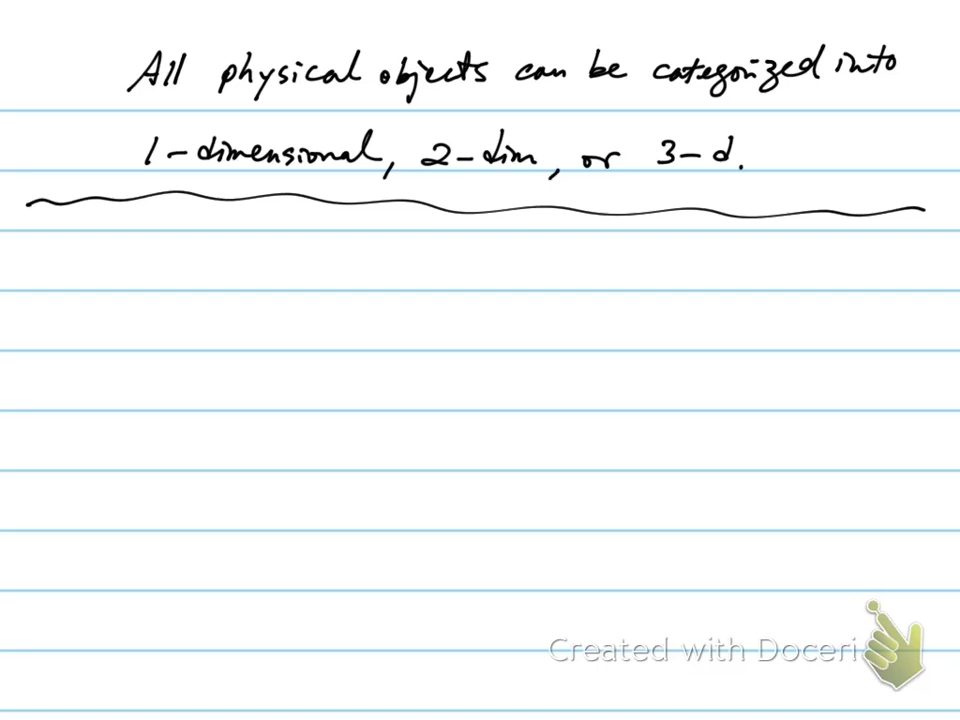 All physical objects can be categorized into
1-dimensional, 2-dim, or 3-d.
Created with Doceri